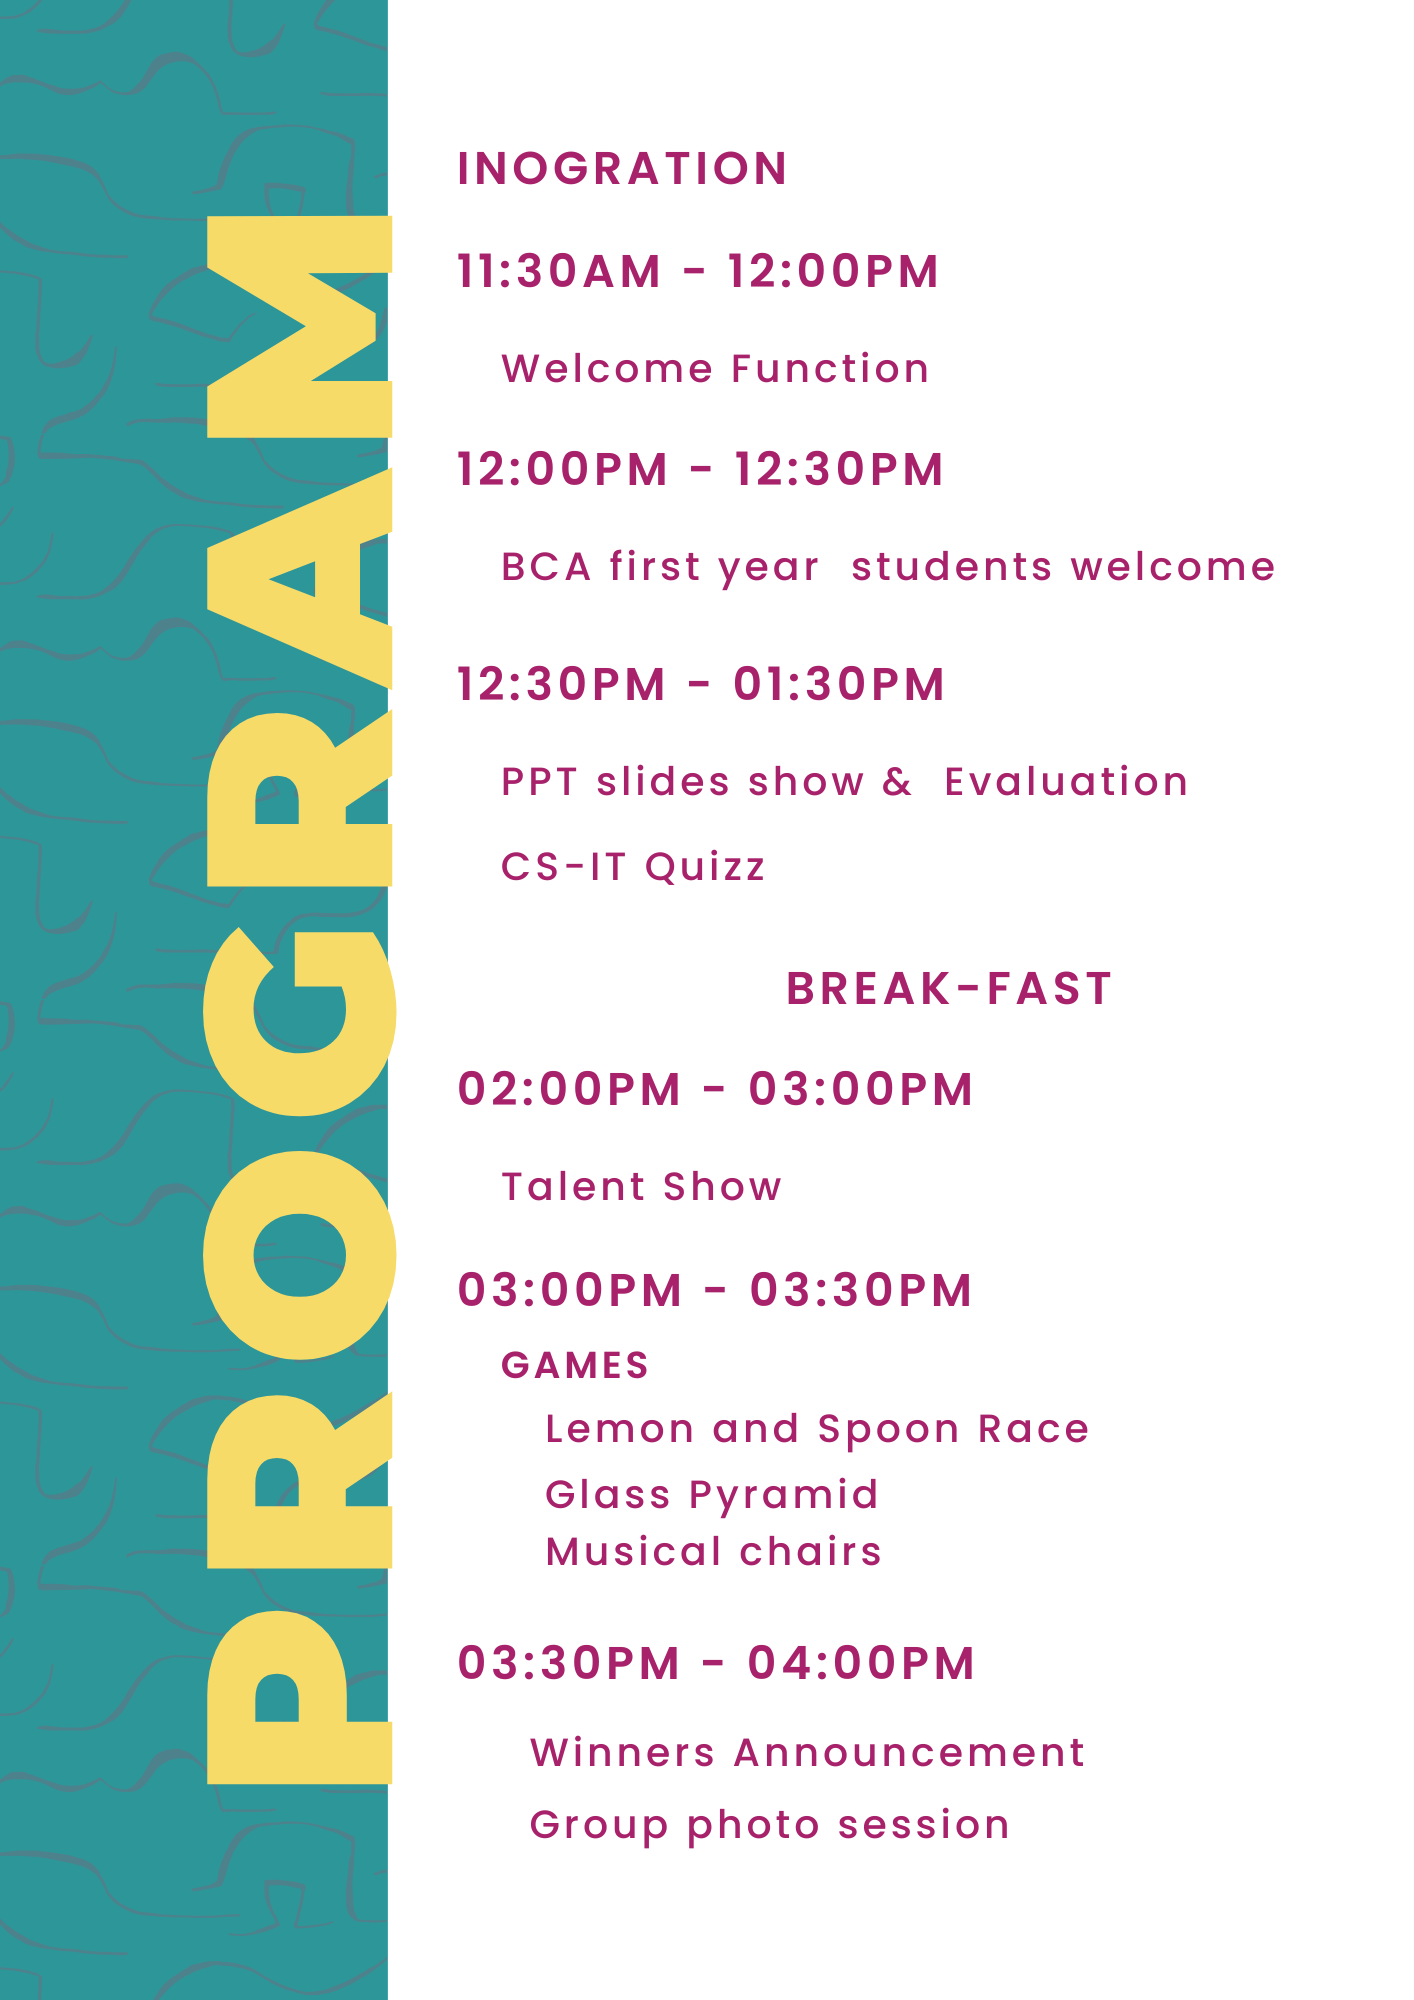 PROGRAM
INOGRATION
11:30AM - 12:00PM
Welcome Function
12:00PM - 12:30PM
BCA first year students welcome
12:30PM - 01:30PM
PPT slides show & Evaluation
CS-IT Quizz
BREAK-FAST
02:00PM - 03:00PM
Talent Show
03:00PM - 03:30PM
GAMES
Lemon and Spoon Race
Glass Pyramid
Musical chairs
03:30PM - 04:00PM
Winners Announcement
Group photo session